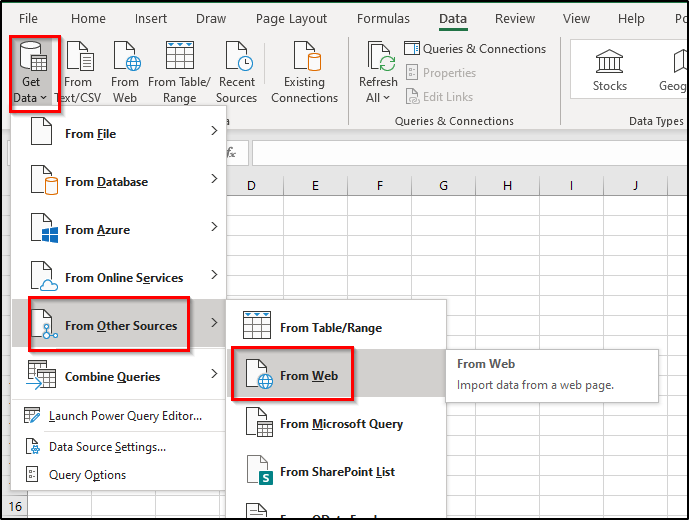 File Home Insert Draw Page Layout Formulas Data Review View
Get Data From Text/CSV From Web From Table/ Range Recent Sources Existing Connections Refresh All Queries & Connections Properties Edit Links Stocks
Queries & Connections Data Types
From File
fx
From Database
D E F G H I J
From Azure
From Online Services
From Other Sources
From Table/Range
Combine Queries
From Web
From Web
Import data from a web page.
Launch Power Query Editor...
From Microsoft Query
Data Source Settings...
Query Options
From SharePoint List
16